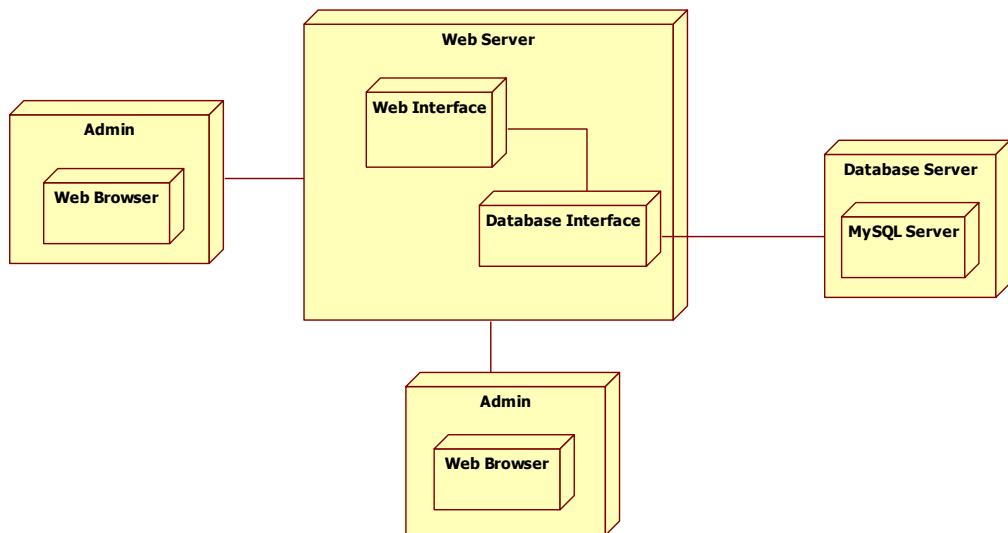 Web Server
Web Interface
Admin
Web Browser
Database Interface
Database Server
MySQL Server
Admin
Web Browser